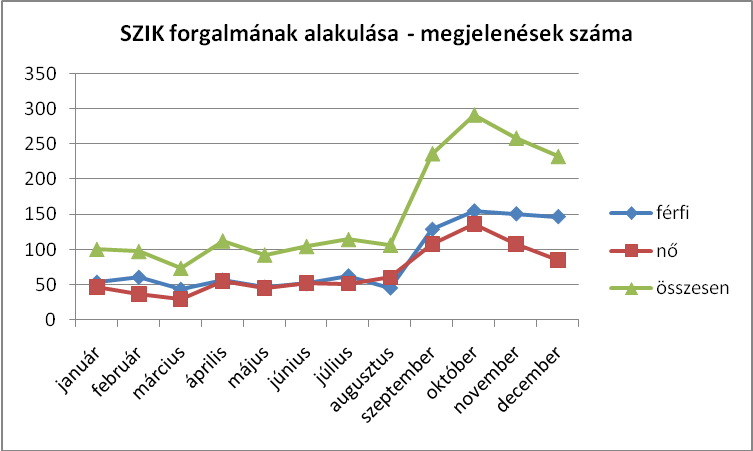 SZIK forgalmának alakulása - megjelenések száma
350
300
250
200
150
100
50
0
január
február
március
április
május
június
július
augusztus
szeptember
október
november
december
férfi
nő
összesen